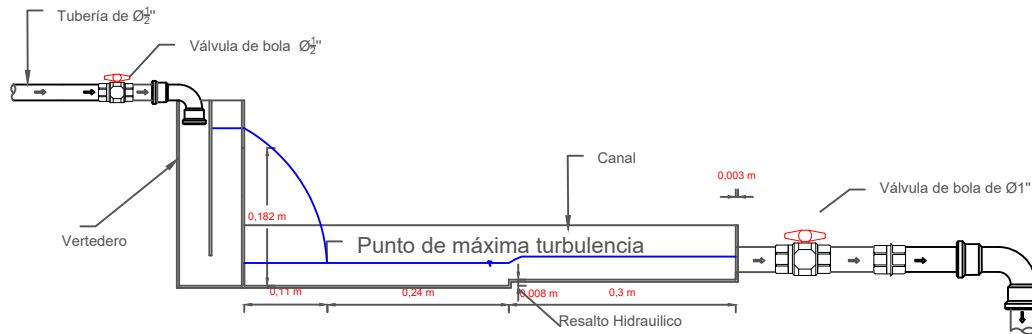 Tubería de Ø½"
Válvula de bola Ø½"
Canal
0,003 m
Válvula de bola de Ø1"
0,182 m
Vertedero
Punto de máxima turbulencia
0,11 m
0,24 m
0,008 m
0,3 m
Resalto Hidrauilico